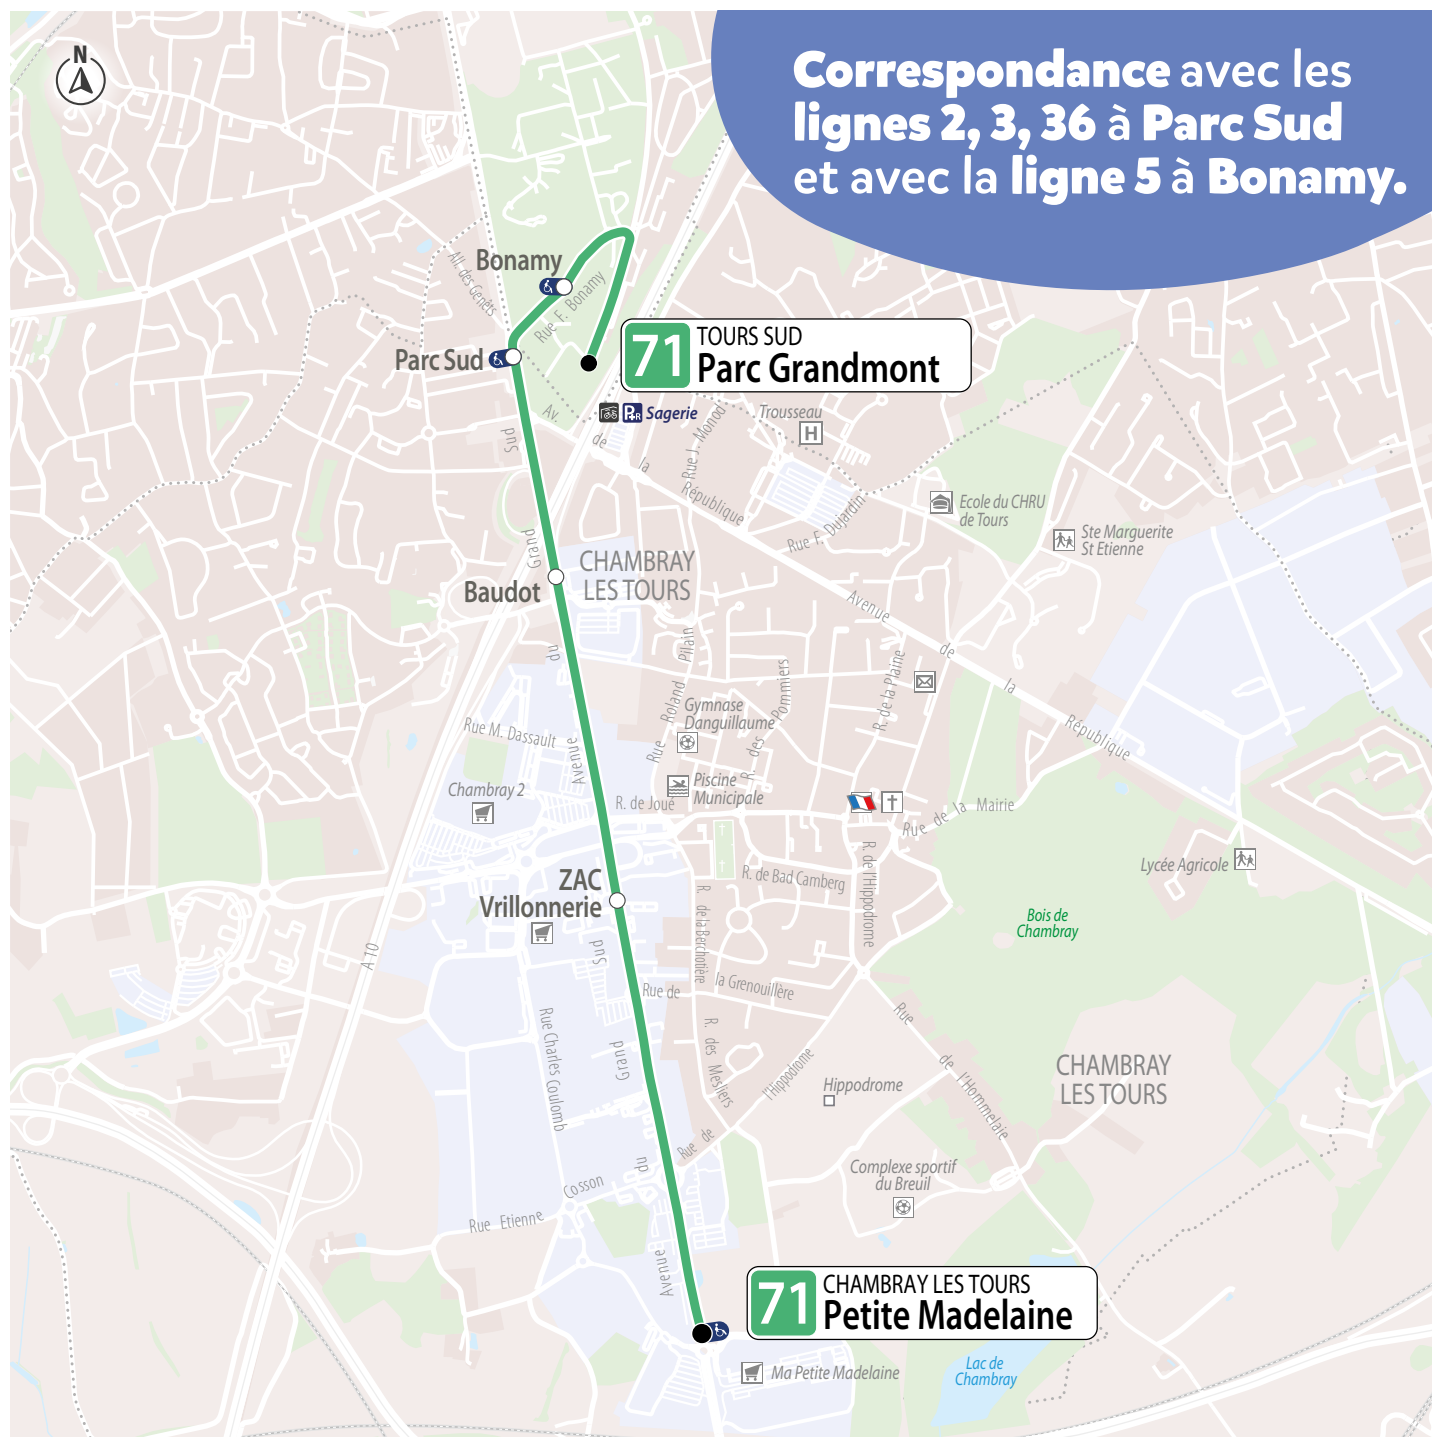 N
Correspondance avec les
lignes 2, 3, 36 à Parc Sud
et avec la ligne 5 à Bonamy.
Bonamy
All. des Genêts
Rue F. Bonamy
Parc Sud
71
TOURS SUD
Parc Grandmont
P+R Sagerie
Av. de la République
Rue J. Monod
Trousseau
H
Sud
Rue F. Dujardin
Ecole du CHRU
de Tours
Ste Marguerite
St Etienne
Grand
CHAMBRAY
LES TOURS
Baudot
Avenue de la République
du
Rue Roland Pilain
R. des Pommiers
R. de la Plaine
Gymnase
Danguillaume
Rue M. Dassault
Avenue
Chambray 2
Piscine
Municipale
R. de Joué
Rue de la Mairie
Lycée Agricole
ZAC
Vrillonnerie
R. de Bad Camberg
R. de l'Hippodrome
R. de la Berchotière
Bois de
Chambray
A 10
Sud
Rue de la Grenouillère
Rue Charles Coulomb
Grand
R. des Mesliers
Rue de l'Hommelaie
CHAMBRAY
LES TOURS
Rue de l'Hippodrome
Hippodrome
du
Complexe sportif
du Breuil
Rue Etienne Cosson
Avenue
71
CHAMBRAY LES TOURS
Petite Madelaine
Ma Petite Madelaine
Lac de
Chambray